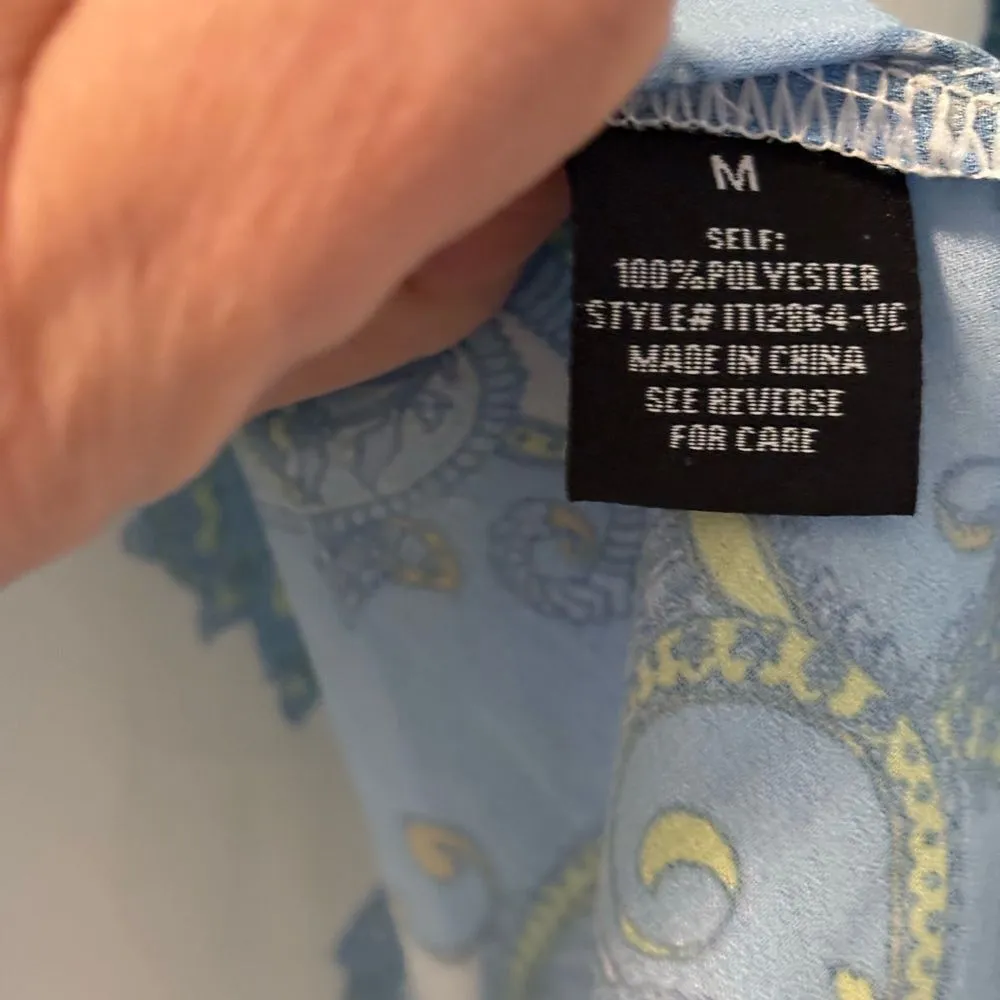 M
SELF:
100%POLYESTER
STYLE# IT12864-VC
MADE IN CHINA
SEE REVERSE
FOR CARE